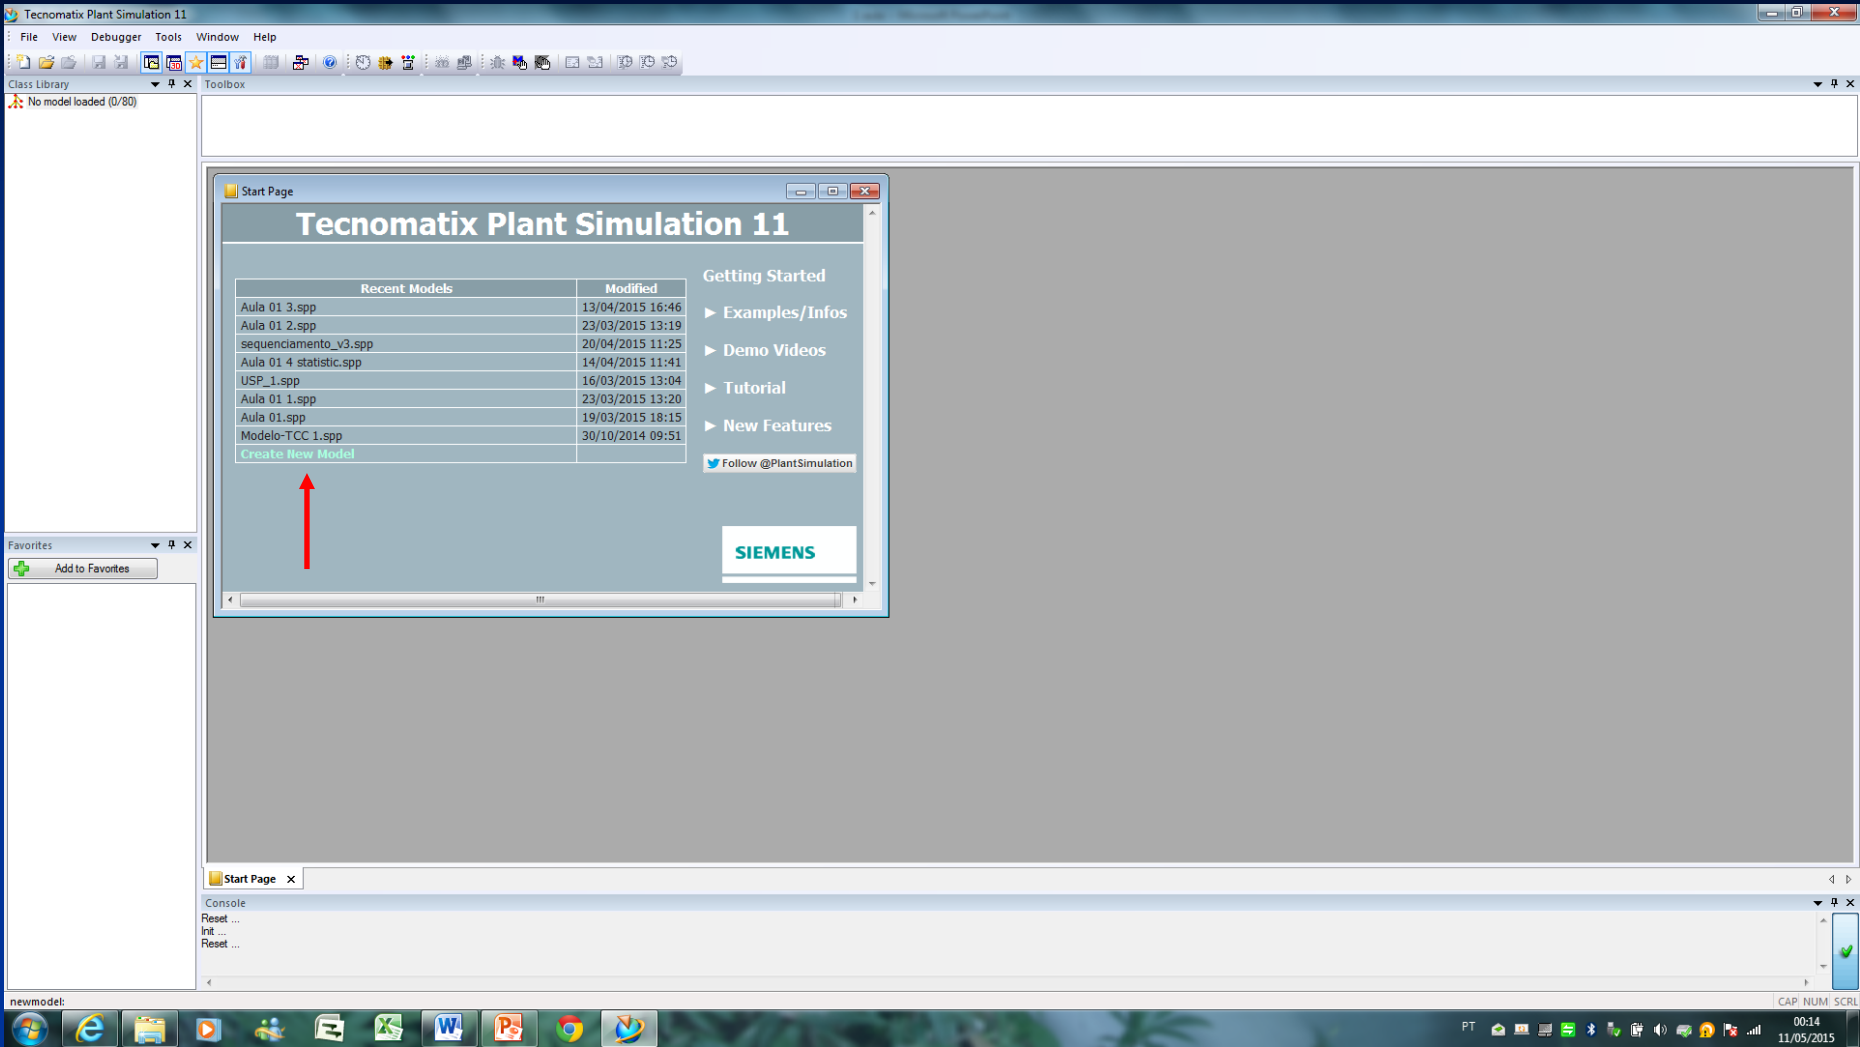 Tecnomatix Plant Simulation 11
File View Debugger Tools Window Help
Class Library
Toolbox
No model loaded (0/80)
Start Page
Tecnomatix Plant Simulation 11
Recent Models Modified
Aula 01 3.spp 13/04/2015 16:46
Aula 01 2.spp 23/03/2015 13:19
sequenciamento_v3.spp 20/04/2015 11:25
Aula 01 4 statistic.spp 14/04/2015 11:41
USP_1.spp 16/03/2015 13:04
Aula 01 1.spp 23/03/2015 13:20
Aula 01.spp 19/03/2015 18:15
Modelo-TCC 1.spp 30/10/2014 09:51
Create New Model
Getting Started
► Examples/Infos
► Demo Videos
► Tutorial
► New Features
Follow @PlantSimulation
SIEMENS
Favorites
Add to Favorites
Start Page
Console
Reset ...
Init ...
Reset ...
newmodel:
CAP NUM SCRL
PT
00:14
11/05/2015